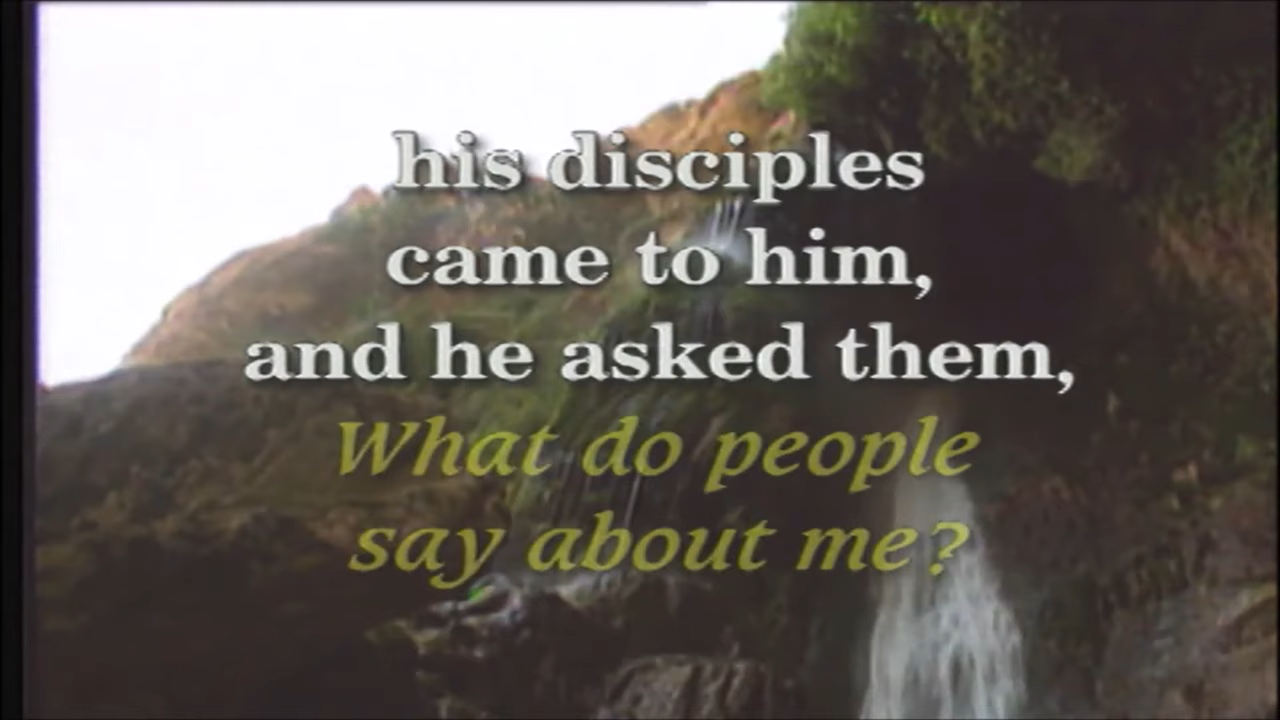 his disciples
came to him,
and he asked them,
What do people
say about me?